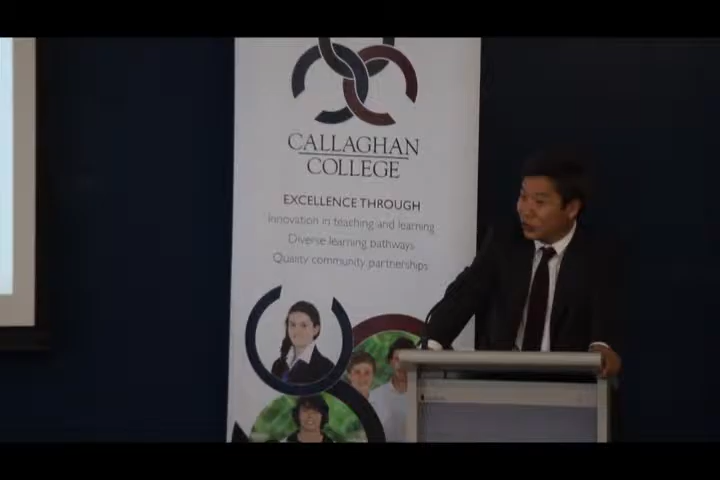 CALLAGHAN
COLLEGE
EXCELLENCE THROUGH
Innovation in teaching and learning
Diverse learning pathways
Quality community partnerships